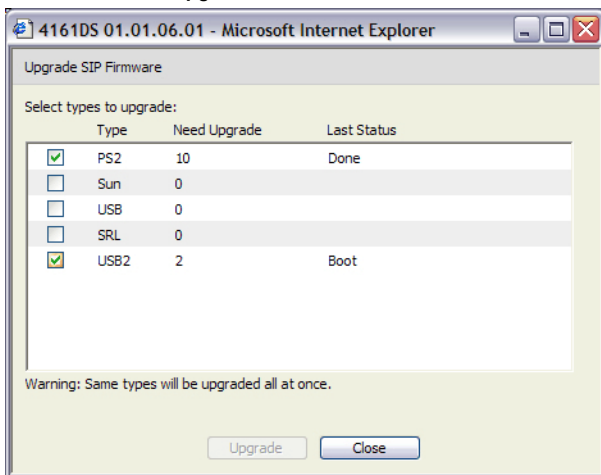 4161DS 01.01.06.01 - Microsoft Internet Explorer
Upgrade SIP Firmware
Select types to upgrade:
Type Need Upgrade Last Status
PS2 10 Done
Sun 0
USB 0
SRL 0
USB2 2 Boot
Warning: Same types will be upgraded all at once.
Upgrade Close